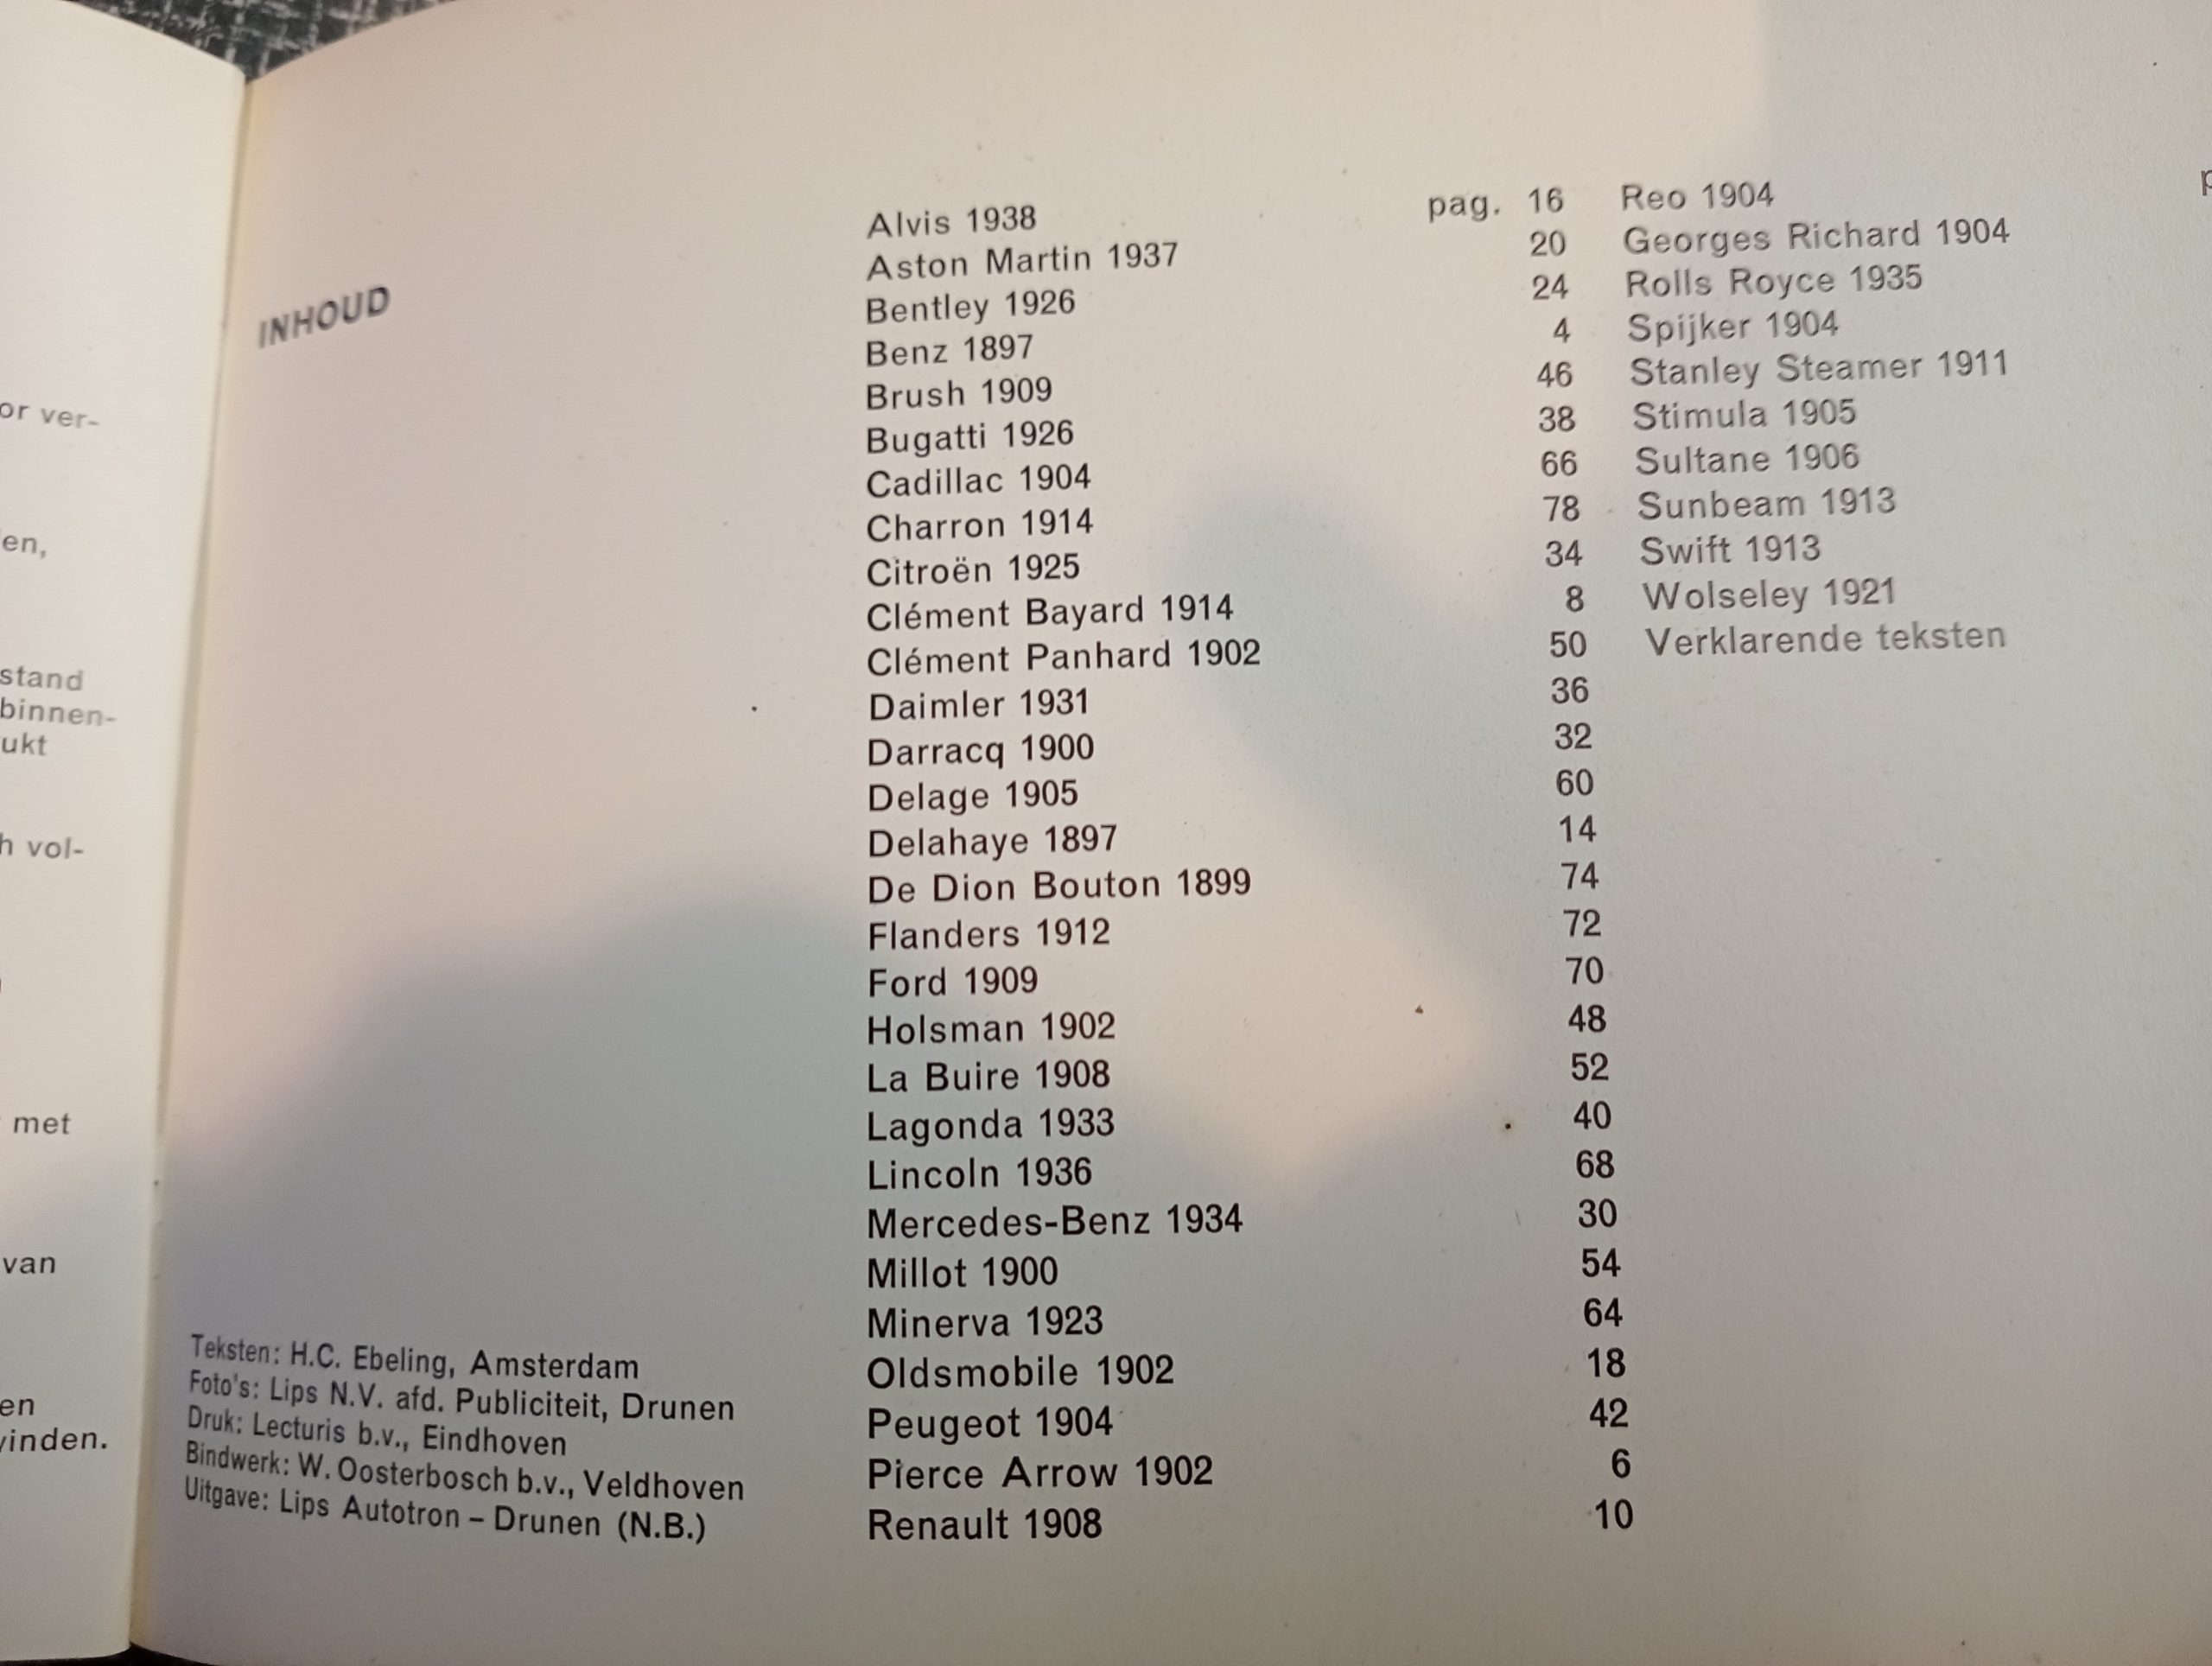 or ver-
en,
stand
binnen-
ukt
h vol-
met
van
en
vinden.
INHOUD
Teksten: H.C. Ebeling, Amsterdam
Foto's: Lips N.V. afd. Publiciteit, Drunen
Druk: Lecturis b.v., Eindhoven
Bindwerk: W. Oosterbosch b.v., Veldhoven
Uitgave: Lips Autotron – Drunen (N.B.)
Alvis 1938 pag. 16
Aston Martin 1937 20
Bentley 1926 24
Benz 1897 4
Brush 1909 46
Bugatti 1926 38
Cadillac 1904 66
Charron 1914 78
Citroën 1925 34
Clément Bayard 1914 8
Clément Panhard 1902 50
Daimler 1931 36
Darracq 1900 32
Delage 1905 60
Delahaye 1897 14
De Dion Bouton 1899 74
Flanders 1912 72
Ford 1909 70
Holsman 1902 48
La Buire 1908 52
Lagonda 1933 40
Lincoln 1936 68
Mercedes-Benz 1934 30
Millot 1900 54
Minerva 1923 64
Oldsmobile 1902 18
Peugeot 1904 42
Pierce Arrow 1902 6
Renault 1908 10
Reo 1904
Georges Richard 1904
Rolls Royce 1935
Spijker 1904
Stanley Steamer 1911
Stimula 1905
Sultane 1906
Sunbeam 1913
Swift 1913
Wolseley 1921
Verklarende teksten